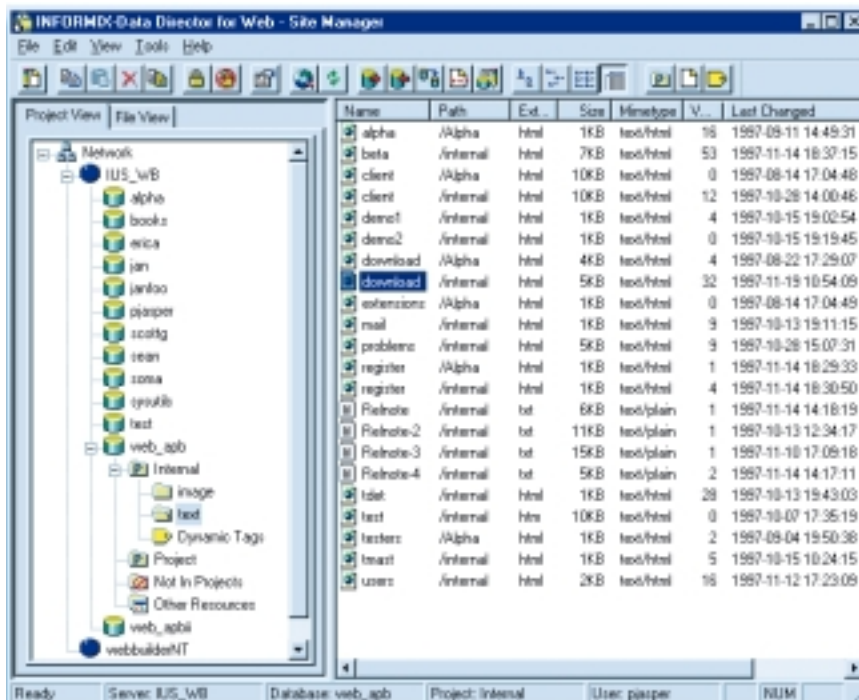 INFORMIX-Data Director for Web - Site Manager
File Edit View Tools Help
Project View File View
Network
IUS_WB
alpha
books
erica
jan
janfoo
pjasper
scottg
sean
soma
sysutils
test
web_apb
Internal
image
text
Dynamic Tags
Project
Not In Projects
Other Resources
web_apbii
webbuilderNT
Name Path Ext... Size Mimetype V... Last Changed
alpha /Alpha html 1KB text/html 16 1997-09-11 14:49:31
beta /internal html 7KB text/html 53 1997-11-14 18:37:15
client /Alpha html 10KB text/html 0 1997-08-14 17:04:48
client /internal html 10KB text/html 12 1997-10-28 14:00:46
demo1 /internal html 1KB text/html 4 1997-10-15 19:02:54
demo2 /internal html 1KB text/html 0 1997-10-15 19:19:45
download /Alpha html 4KB text/html 4 1997-08-22 17:29:07
download /internal html 5KB text/html 32 1997-11-19 10:54:09
extensions /Alpha html 1KB text/html 0 1997-08-14 17:04:49
mail /internal html 1KB text/html 9 1997-10-13 19:11:15
problems /internal html 5KB text/html 9 1997-10-28 15:07:31
register /Alpha html 1KB text/html 1 1997-11-14 18:29:33
register /internal html 1KB text/html 4 1997-11-14 18:30:50
Relnote /internal txt 6KB text/plain 1 1997-11-14 14:18:19
Relnote-2 /internal txt 11KB text/plain 1 1997-10-13 12:34:17
Relnote-3 /internal txt 15KB text/plain 1 1997-11-10 17:09:18
Relnote-4 /internal txt 5KB text/plain 2 1997-11-14 14:17:11
tdat /internal html 1KB text/html 28 1997-10-13 19:43:03
test /internal htm 10KB text/html 0 1997-10-07 17:35:19
testers /Alpha html 1KB text/html 2 1997-09-04 19:50:38
tmast /internal html 1KB text/html 5 1997-10-15 10:24:15
users /internal html 2KB text/html 16 1997-11-12 17:23:09
Ready Server: IUS_WB Database: web_apb Project: Internal User: pjasper NUM